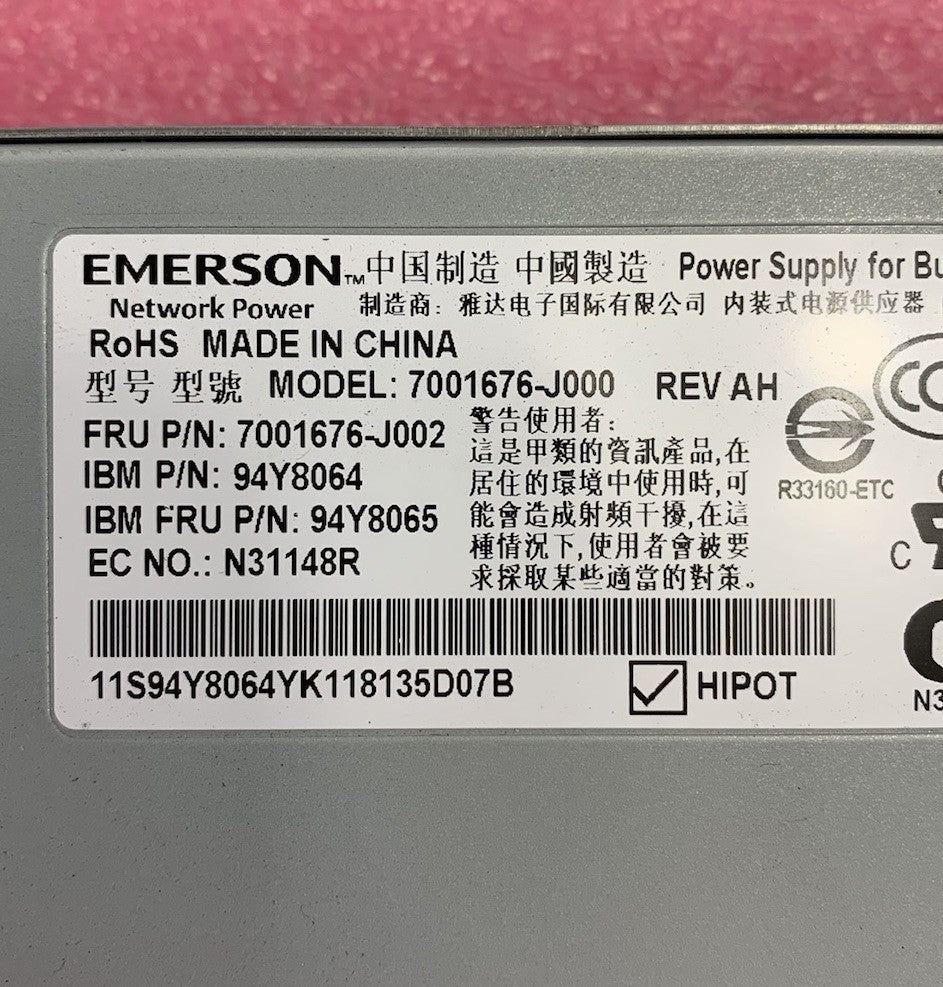 EMERSON™ 中国制造 中國製造 Power Supply for
Network Power 制造商: 雅达电子国际有限公司 内装式电源供应器
RoHS MADE IN CHINA
型号 型號 MODEL: 7001676-J000 REV AH
FRU P/N: 7001676-J002
IBM P/N: 94Y8064
IBM FRU P/N: 94Y8065
EC NO.: N31148R
警告使用者:
這是甲類的資訊產品,在
居住的環境中使用時,可
能會造成射頻干擾,在這
種情況下,使用者會被要
求採取某些適當的對策。
R33160-ETC
C
11S94Y8064YK118135D07B
HIPOT